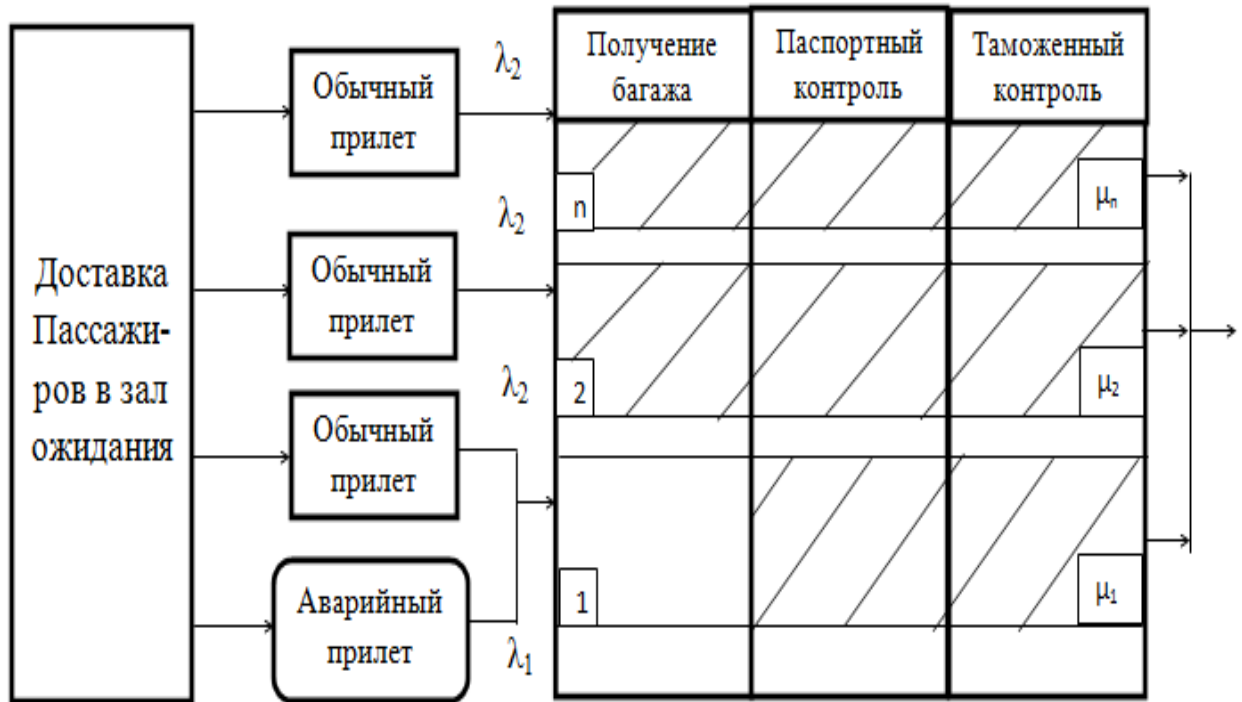 Доставка
Пассажи-
ров в зал
ожидания
Обычный
прилет
λ₂
Обычный
прилет
λ₂
Обычный
прилет
λ₂
Аварийный
прилет
λ₁
Получение
багажа
Паспортный
контроль
Таможенный
контроль
n
μₙ
2
μ₂
1
μ₁